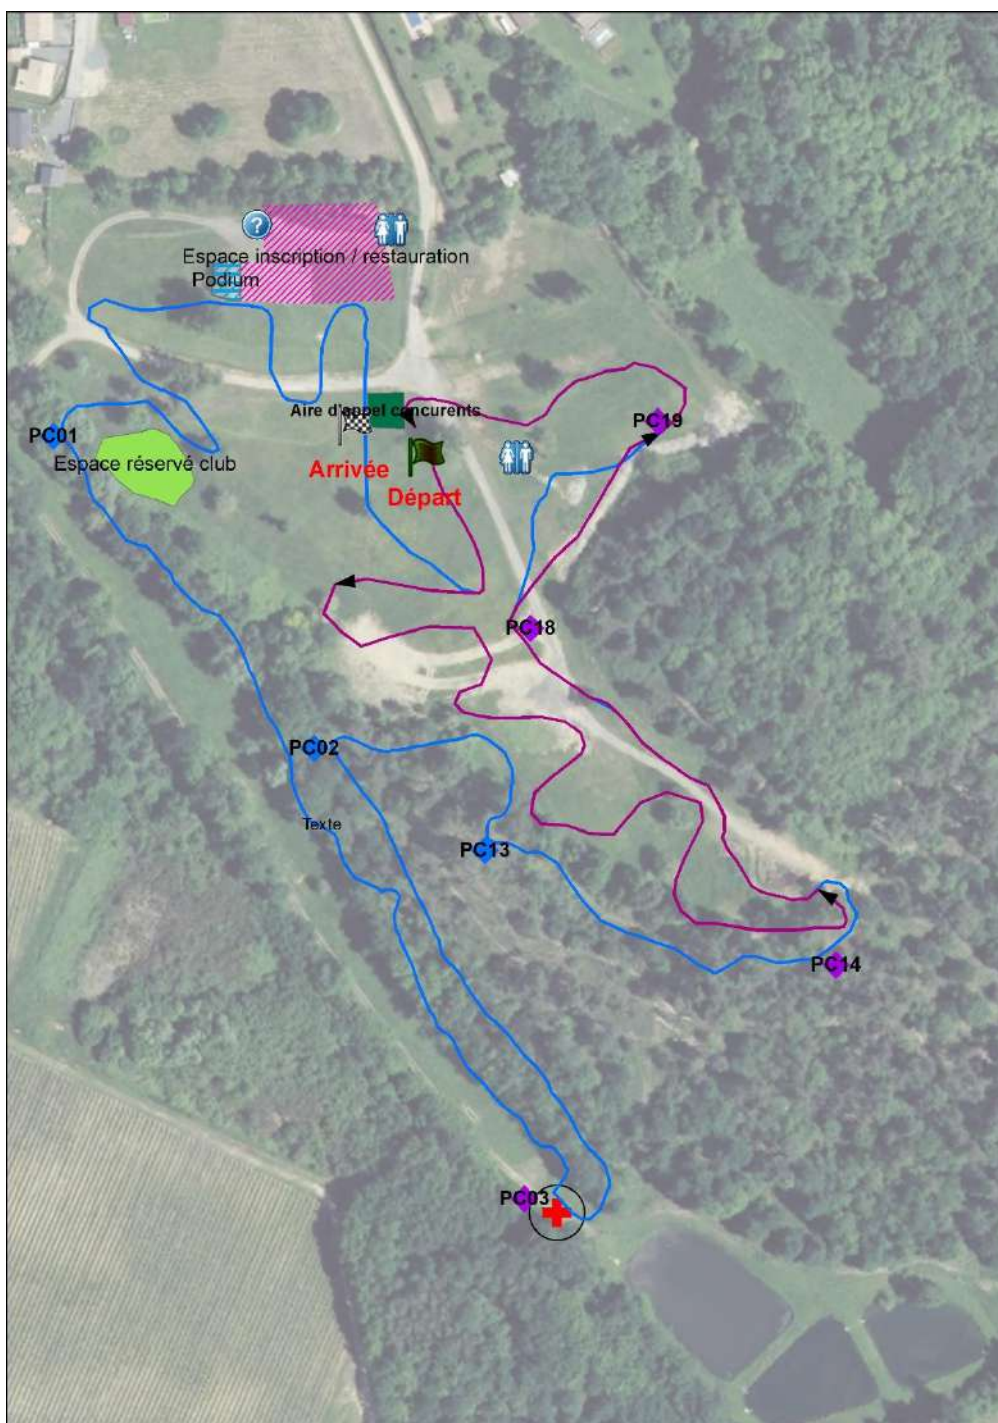 ?
Espace inscription / restauration
Podium
Aire d'appel concurents
PC19
PC01
Espace réservé club
Arrivée
Départ
PC18
PC02
Texte
PC13
PC14
PC03